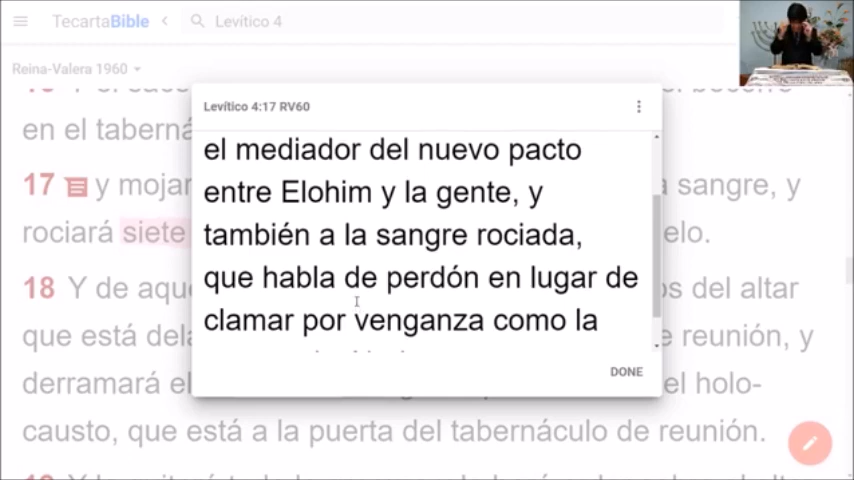 TecartaBible
Levítico 4
Reina-Valera 1960
en el taberná
17 y mojar sangre, y
rociará siete elo.
18 Y de aqu os del altar
que está dela e reunión, y
derramará el el holo-
causto, que está a la puerta del tabernáculo de reunión.
Levítico 4:17 RV60
el mediador del nuevo pacto
entre Elohim y la gente, y
también a la sangre rociada,
que habla de perdón en lugar de
clamar por venganza como la
DONE